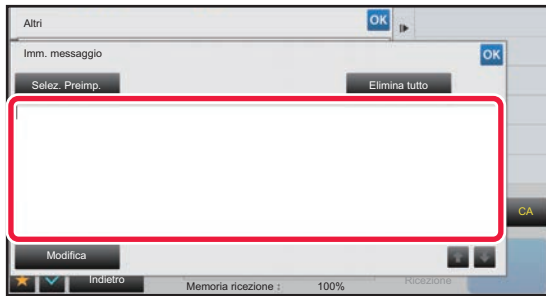 Altri OK
Imm. messaggio OK
Selez. Preimp. Elimina tutto
CA
Modifica
Indietro Memoria ricezione : 100% Ricezione